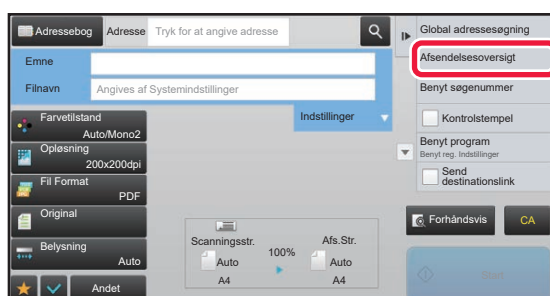 Adressebog
Adresse
Tryk for at angive adresse
Emne
Filnavn
Angives af Systemindstillinger
Indstillinger
Farvetilstand
Auto/Mono2
Opløsning
200x200dpi
Fil Format
PDF
Original
Belysning
Auto
Andet
Scanningsstr.
Auto
A4
100%
Afs.Str.
Auto
A4
Global adressesøgning
Afsendelsesoversigt
Benyt søgenummer
Kontrolstempel
Benyt program
Benyt reg. Indstillinger
Send
destinationslink
Forhåndsvis
CA
Start